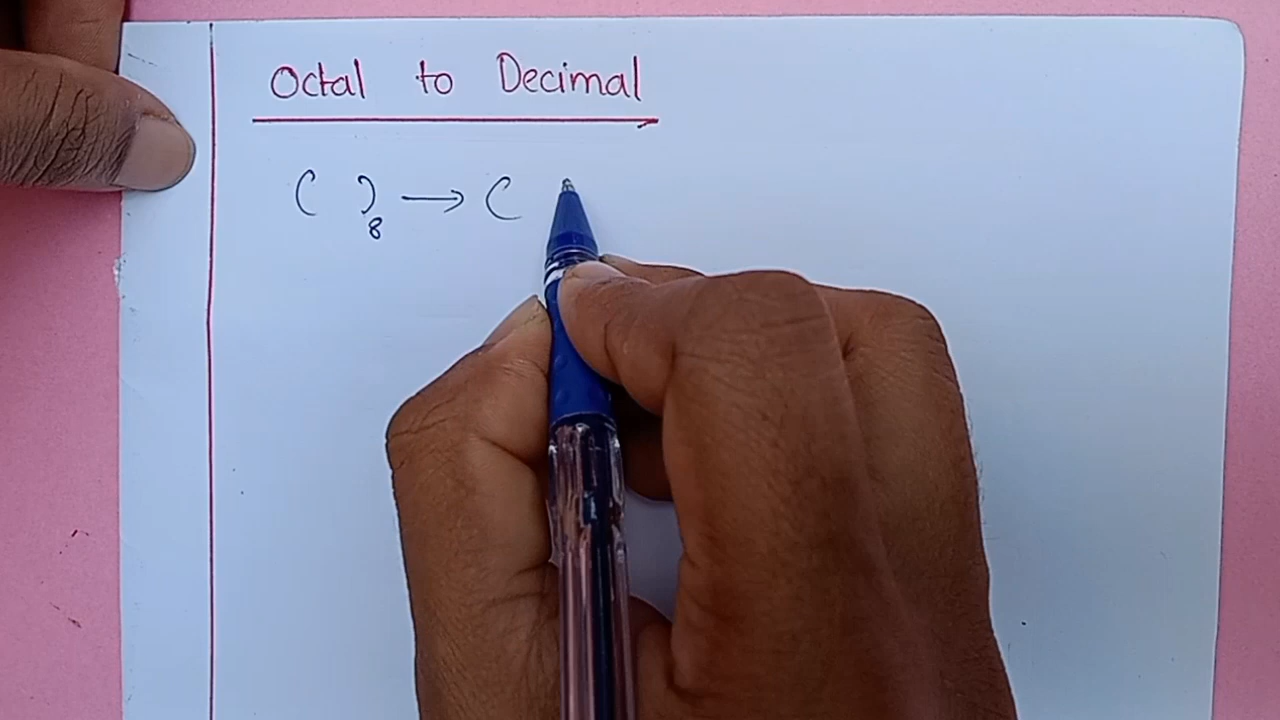 Octal to Decimal
( )₈ → (